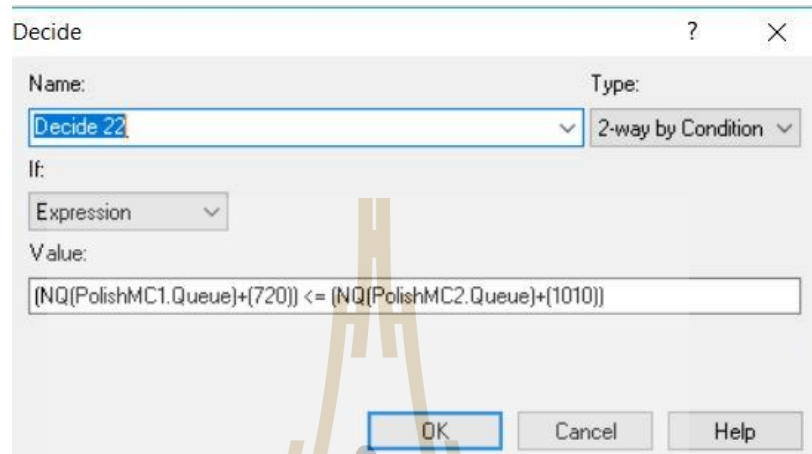 Decide ? X
Name: Type:
Decide 22 2-way by Condition
If:
Expression
Value:
(NQ(PolishMC1.Queue)+(720)) <= (NQ(PolishMC2.Queue)+(1010))
OK Cancel Help